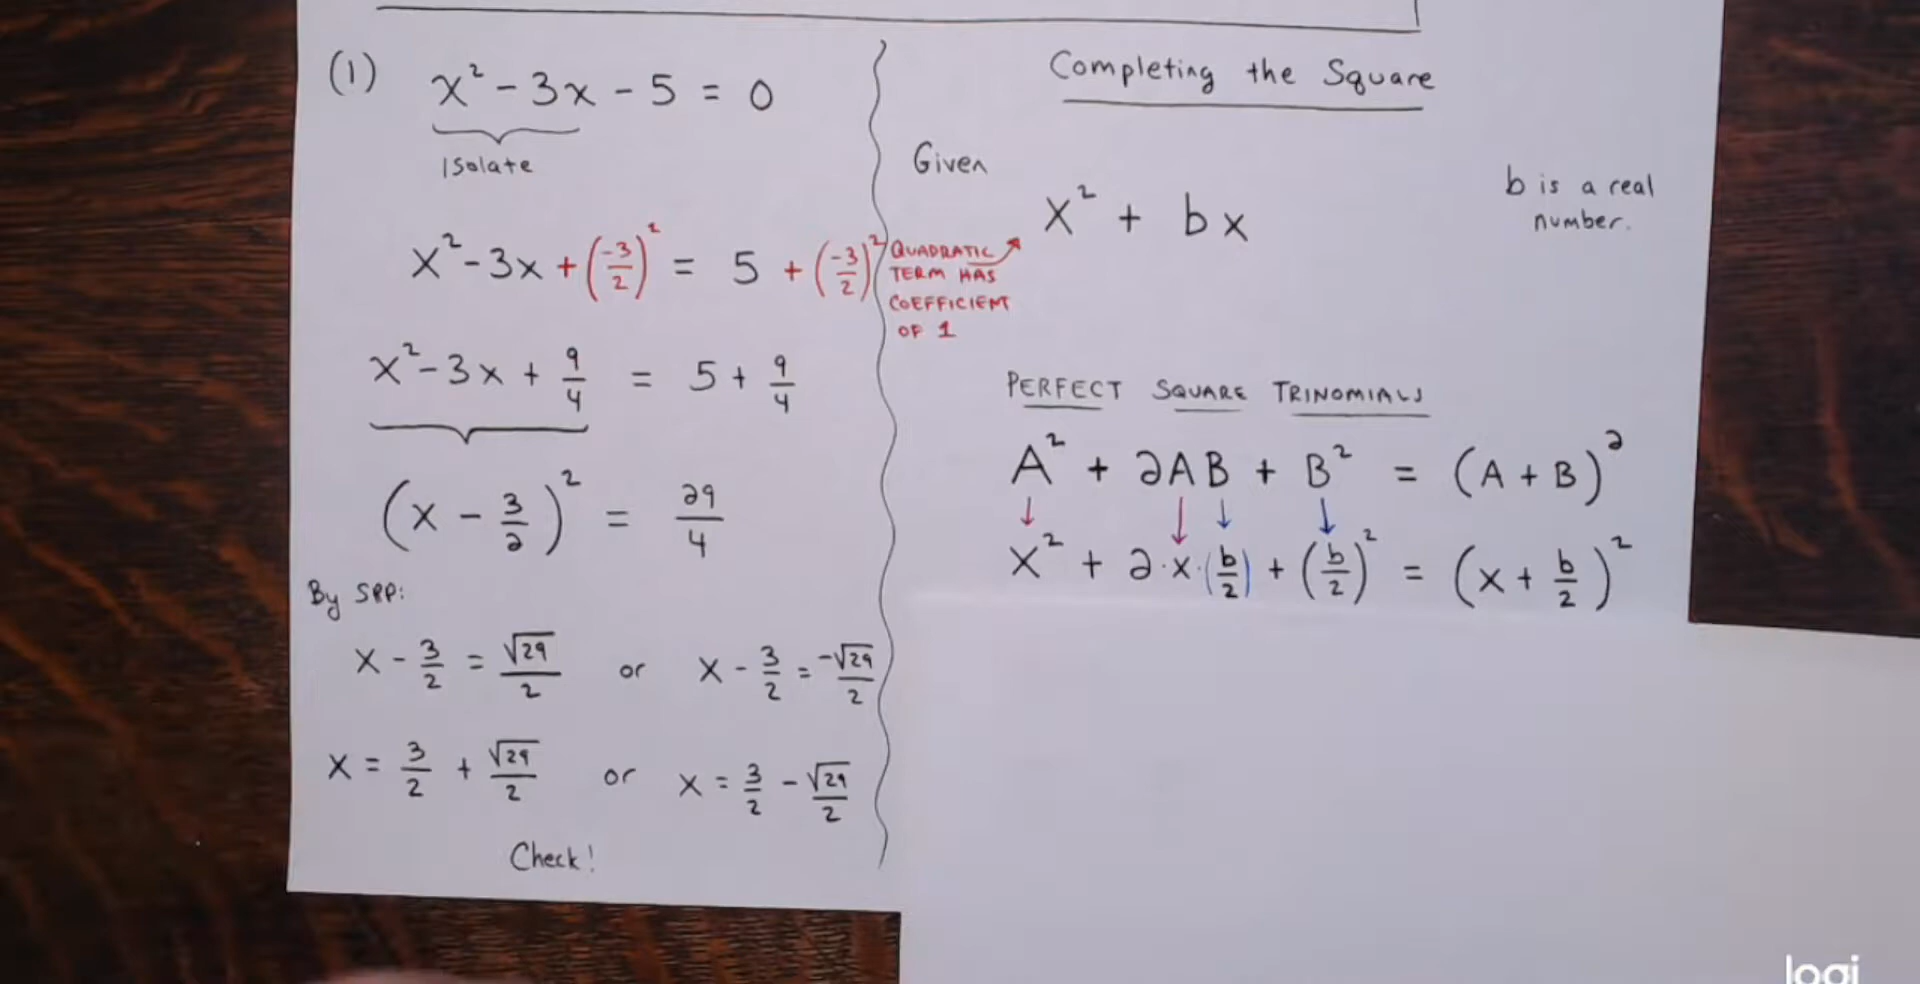 (1) x² - 3x - 5 = 0
Isolate
x² - 3x + (-3/2)² = 5 + (-3/2)²
x² - 3x + 9/4 = 5 + 9/4
(x - 3/2)² = 29/4
By SRP:
x - 3/2 = √29/2 or x - 3/2 = -√29/2
x = 3/2 + √29/2 or x = 3/2 - √29/2
Check!
Completing the Square
Given
x² + bx
b is a real
number.
QUADRATIC
TERM HAS
COEFFICIENT
OF 1
PERFECT SQUARE TRINOMIALS
A² + 2AB + B² = (A + B)²
x² + 2·x·(b/2) + (b/2)² = (x + b/2)²
logi